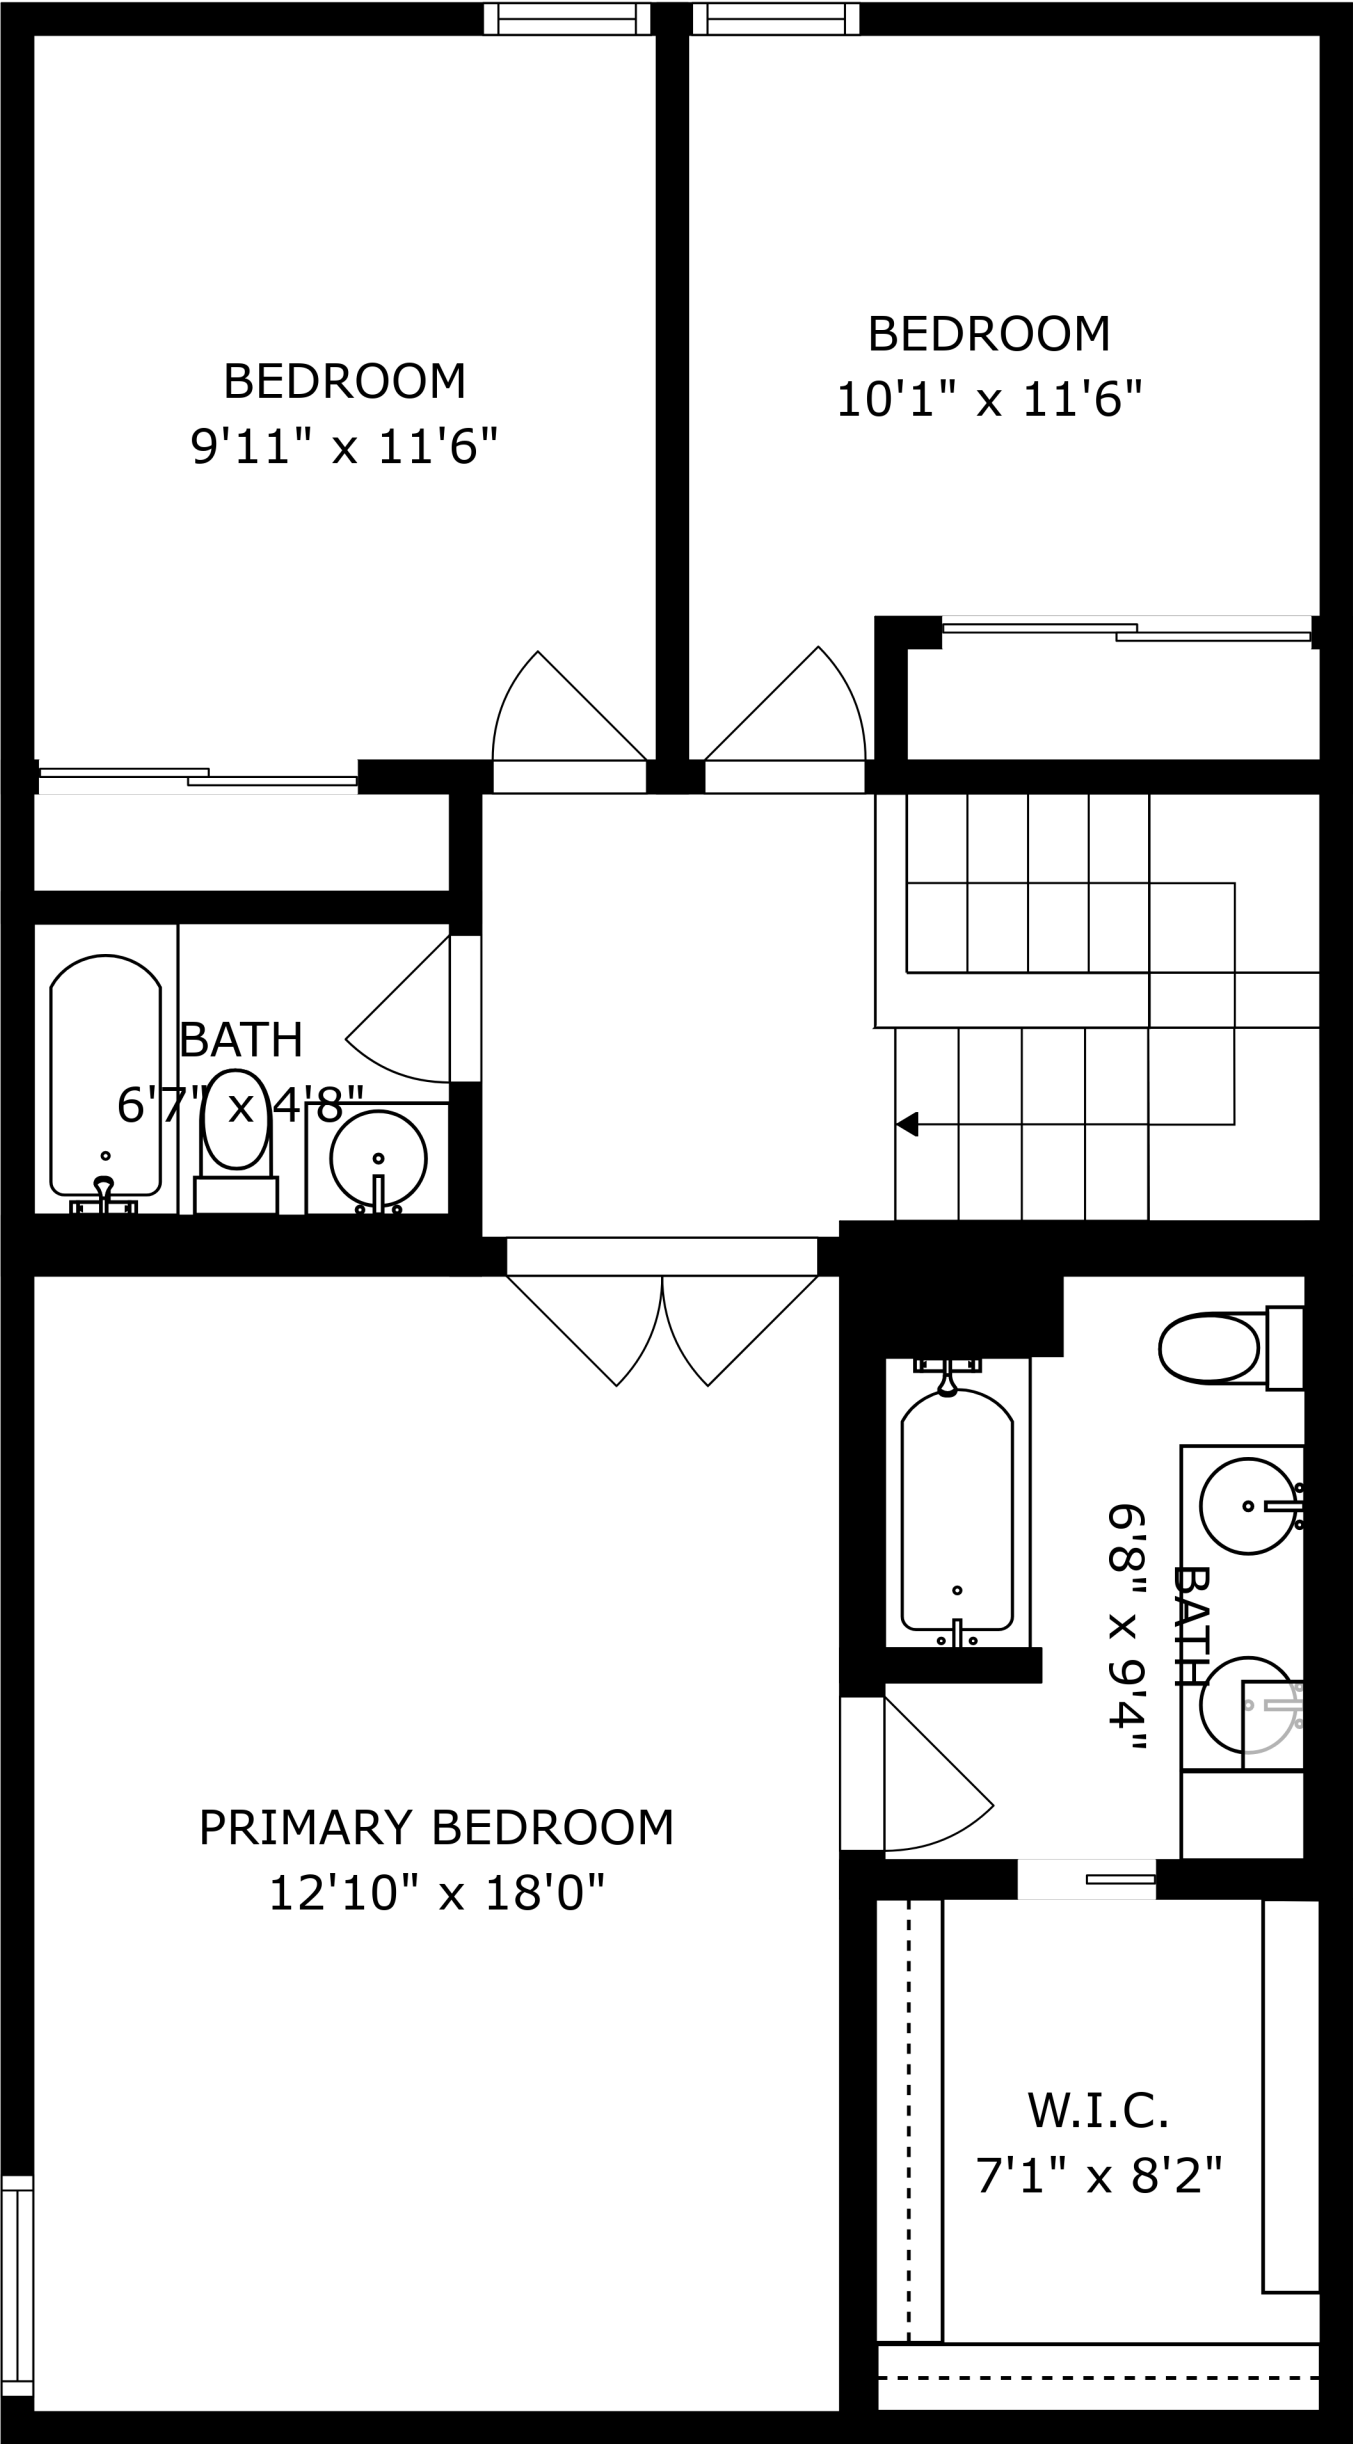 BEDROOM
9'11" x 11'6"
BEDROOM
10'1" x 11'6"
BATH
6'7" x 4'8"
BATH
6'8" x 9'4"
PRIMARY BEDROOM
12'10" x 18'0"
W.I.C.
7'1" x 8'2"